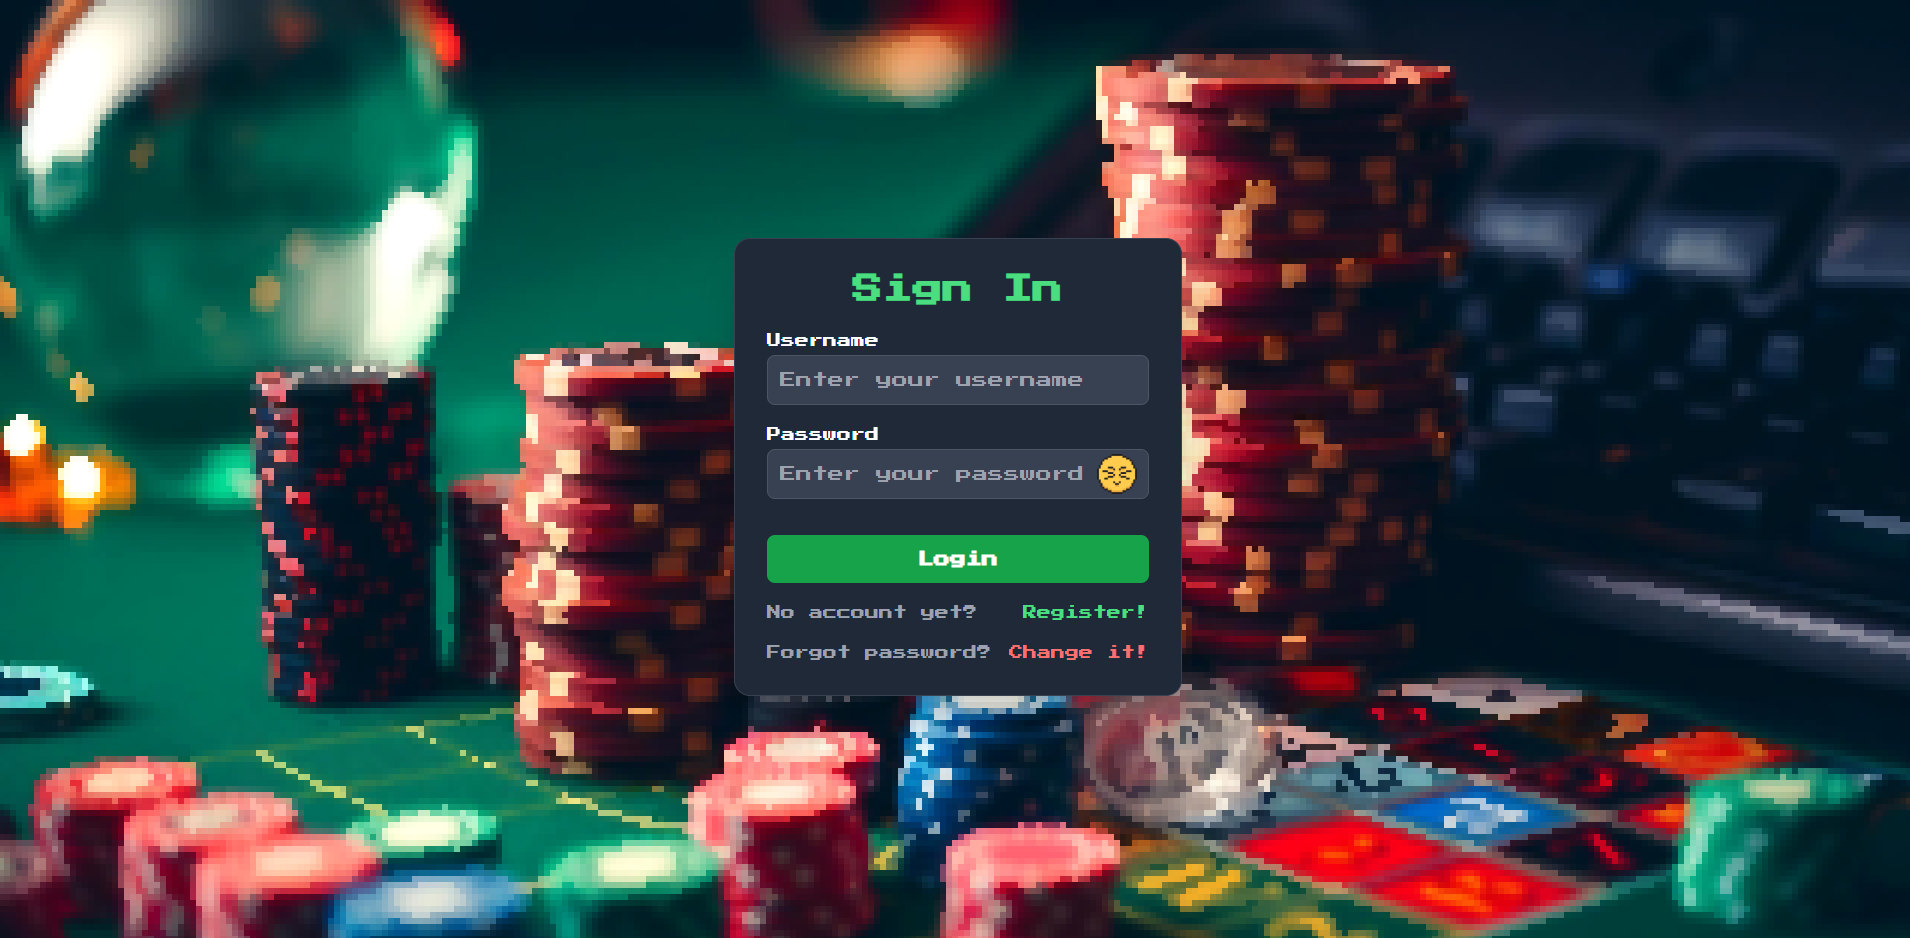 Sign In
Username
Enter your username
Password
Enter your password
Login
No account yet? Register!
Forgot password? Change it!